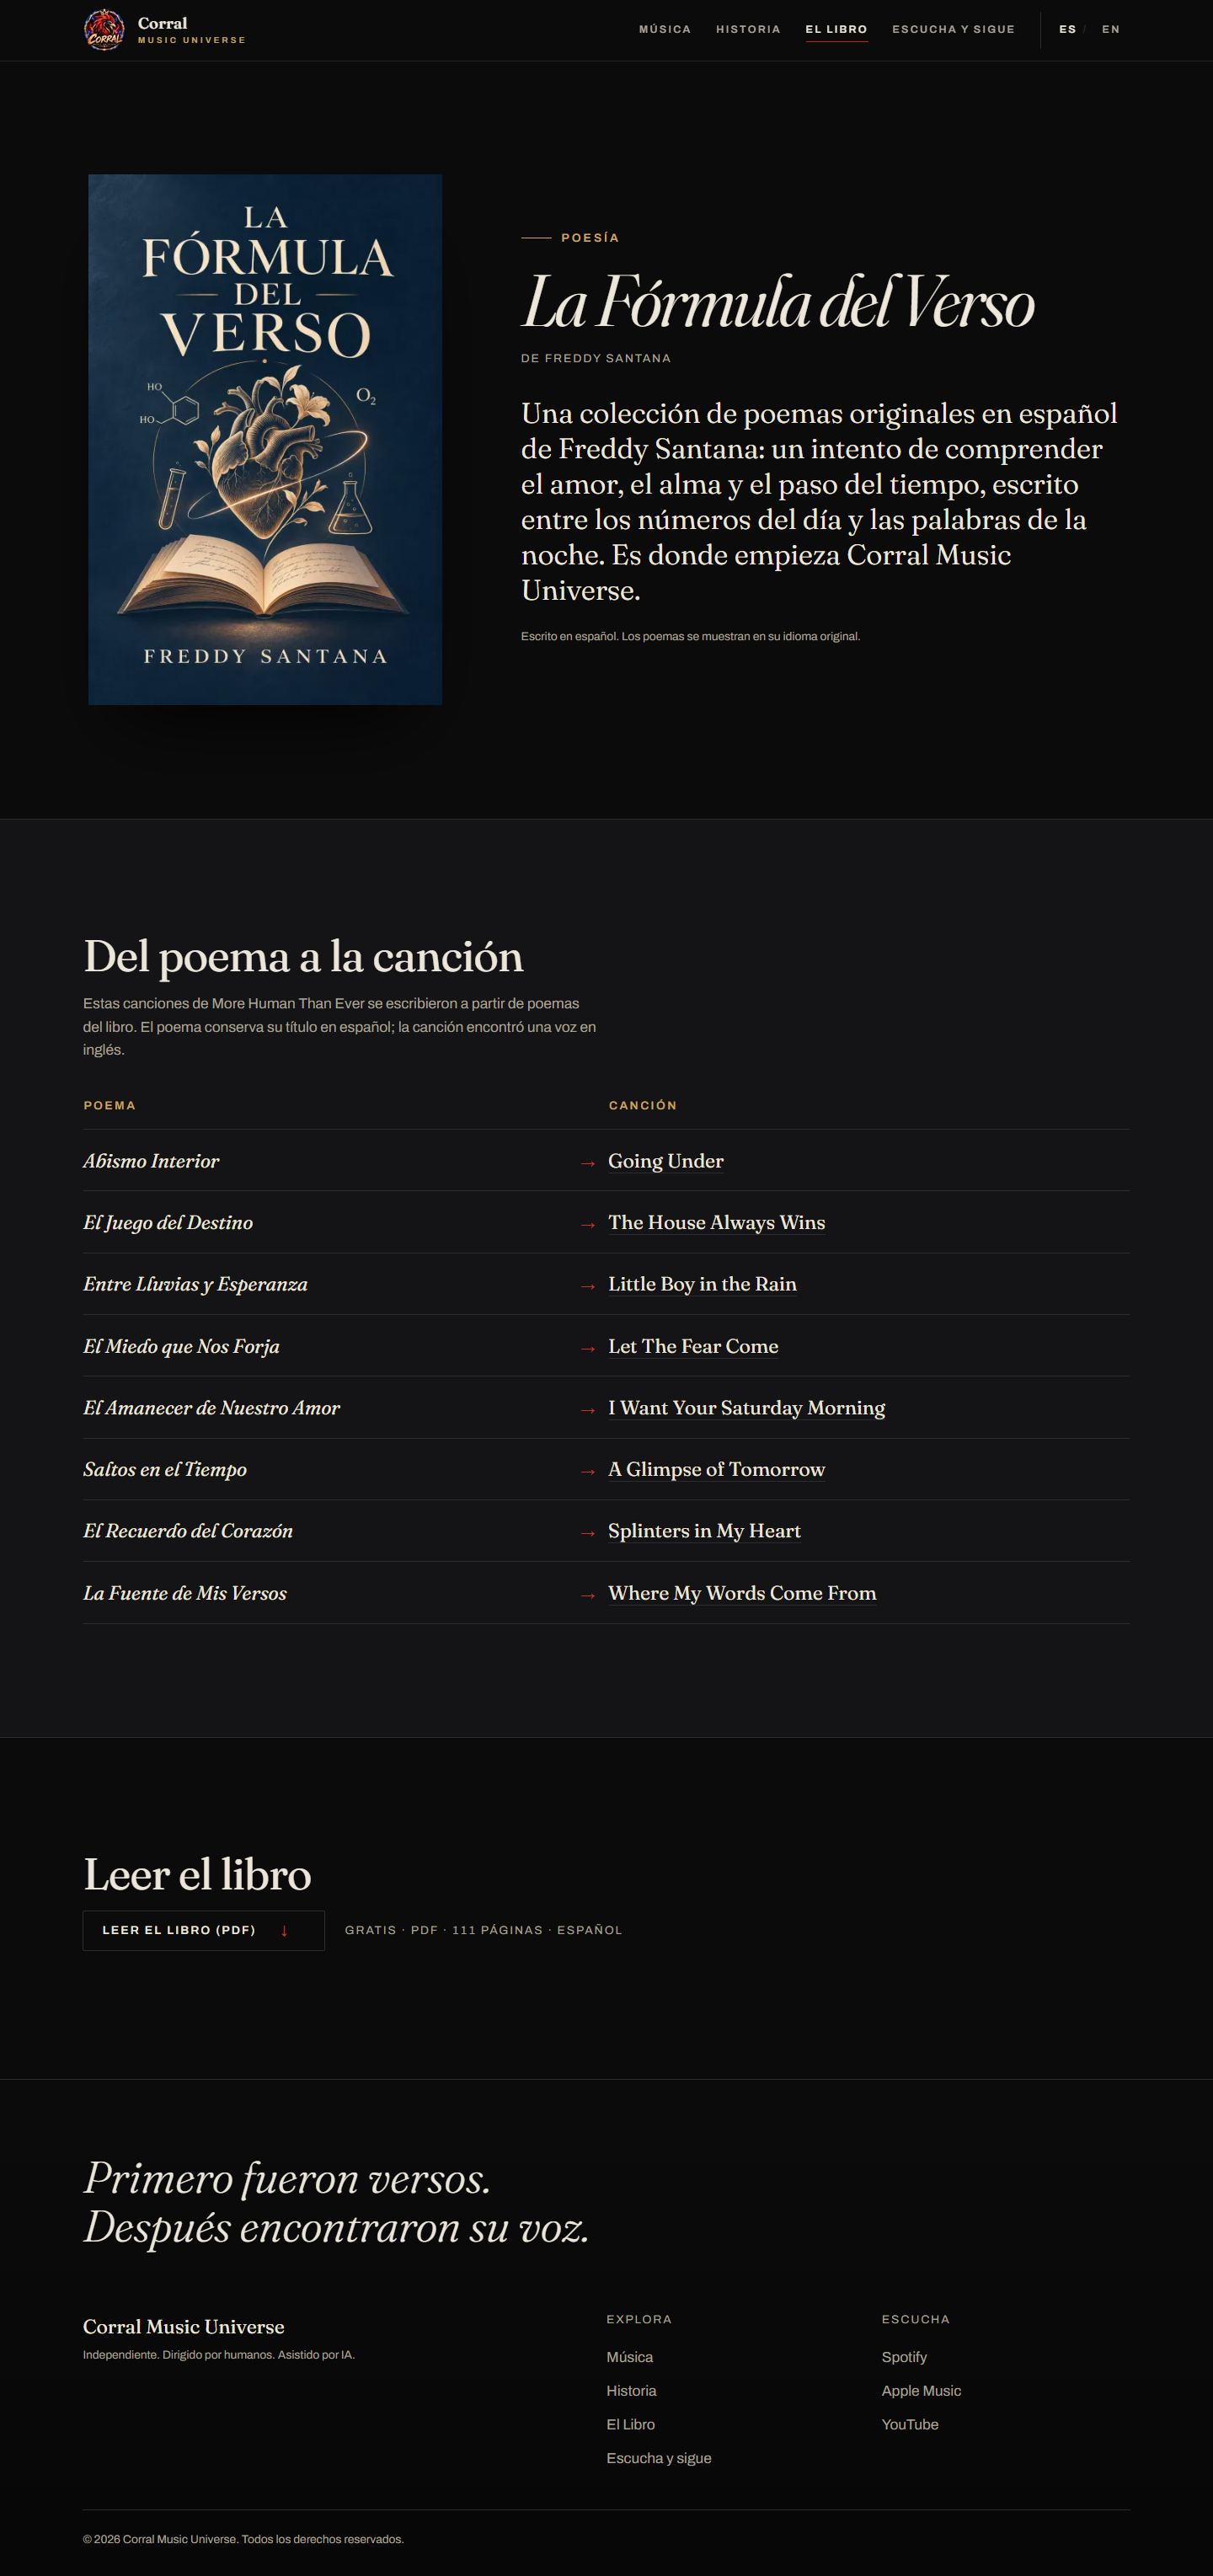 CORRAL
Corral
MUSIC UNIVERSE
MÚSICA
HISTORIA
EL LIBRO
ESCUCHA Y SIGUE
ES / EN
LA
FÓRMULA
DEL
VERSO
HO
HO
O₂
FREDDY SANTANA
POESÍA
La Fórmula del Verso
DE FREDDY SANTANA
Una colección de poemas originales en español
de Freddy Santana: un intento de comprender
el amor, el alma y el paso del tiempo, escrito
entre los números del día y las palabras de la
noche. Es donde empieza Corral Music
Universe.
Escrito en español. Los poemas se muestran en su idioma original.
Del poema a la canción
Estas canciones de More Human Than Ever se escribieron a partir de poemas
del libro. El poema conserva su título en español; la canción encontró una voz en
inglés.
POEMA CANCIÓN
Abismo Interior → Going Under
El Juego del Destino → The House Always Wins
Entre Lluvias y Esperanza → Little Boy in the Rain
El Miedo que Nos Forja → Let The Fear Come
El Amanecer de Nuestro Amor → I Want Your Saturday Morning
Saltos en el Tiempo → A Glimpse of Tomorrow
El Recuerdo del Corazón → Splinters in My Heart
La Fuente de Mis Versos → Where My Words Come From
Leer el libro
LEER EL LIBRO (PDF) ↓
GRATIS · PDF · 111 PÁGINAS · ESPAÑOL
Primero fueron versos.
Después encontraron su voz.
Corral Music Universe
Independiente. Dirigido por humanos. Asistido por IA.
EXPLORA
Música
Historia
El Libro
Escucha y sigue
ESCUCHA
Spotify
Apple Music
YouTube
© 2026 Corral Music Universe. Todos los derechos reservados.